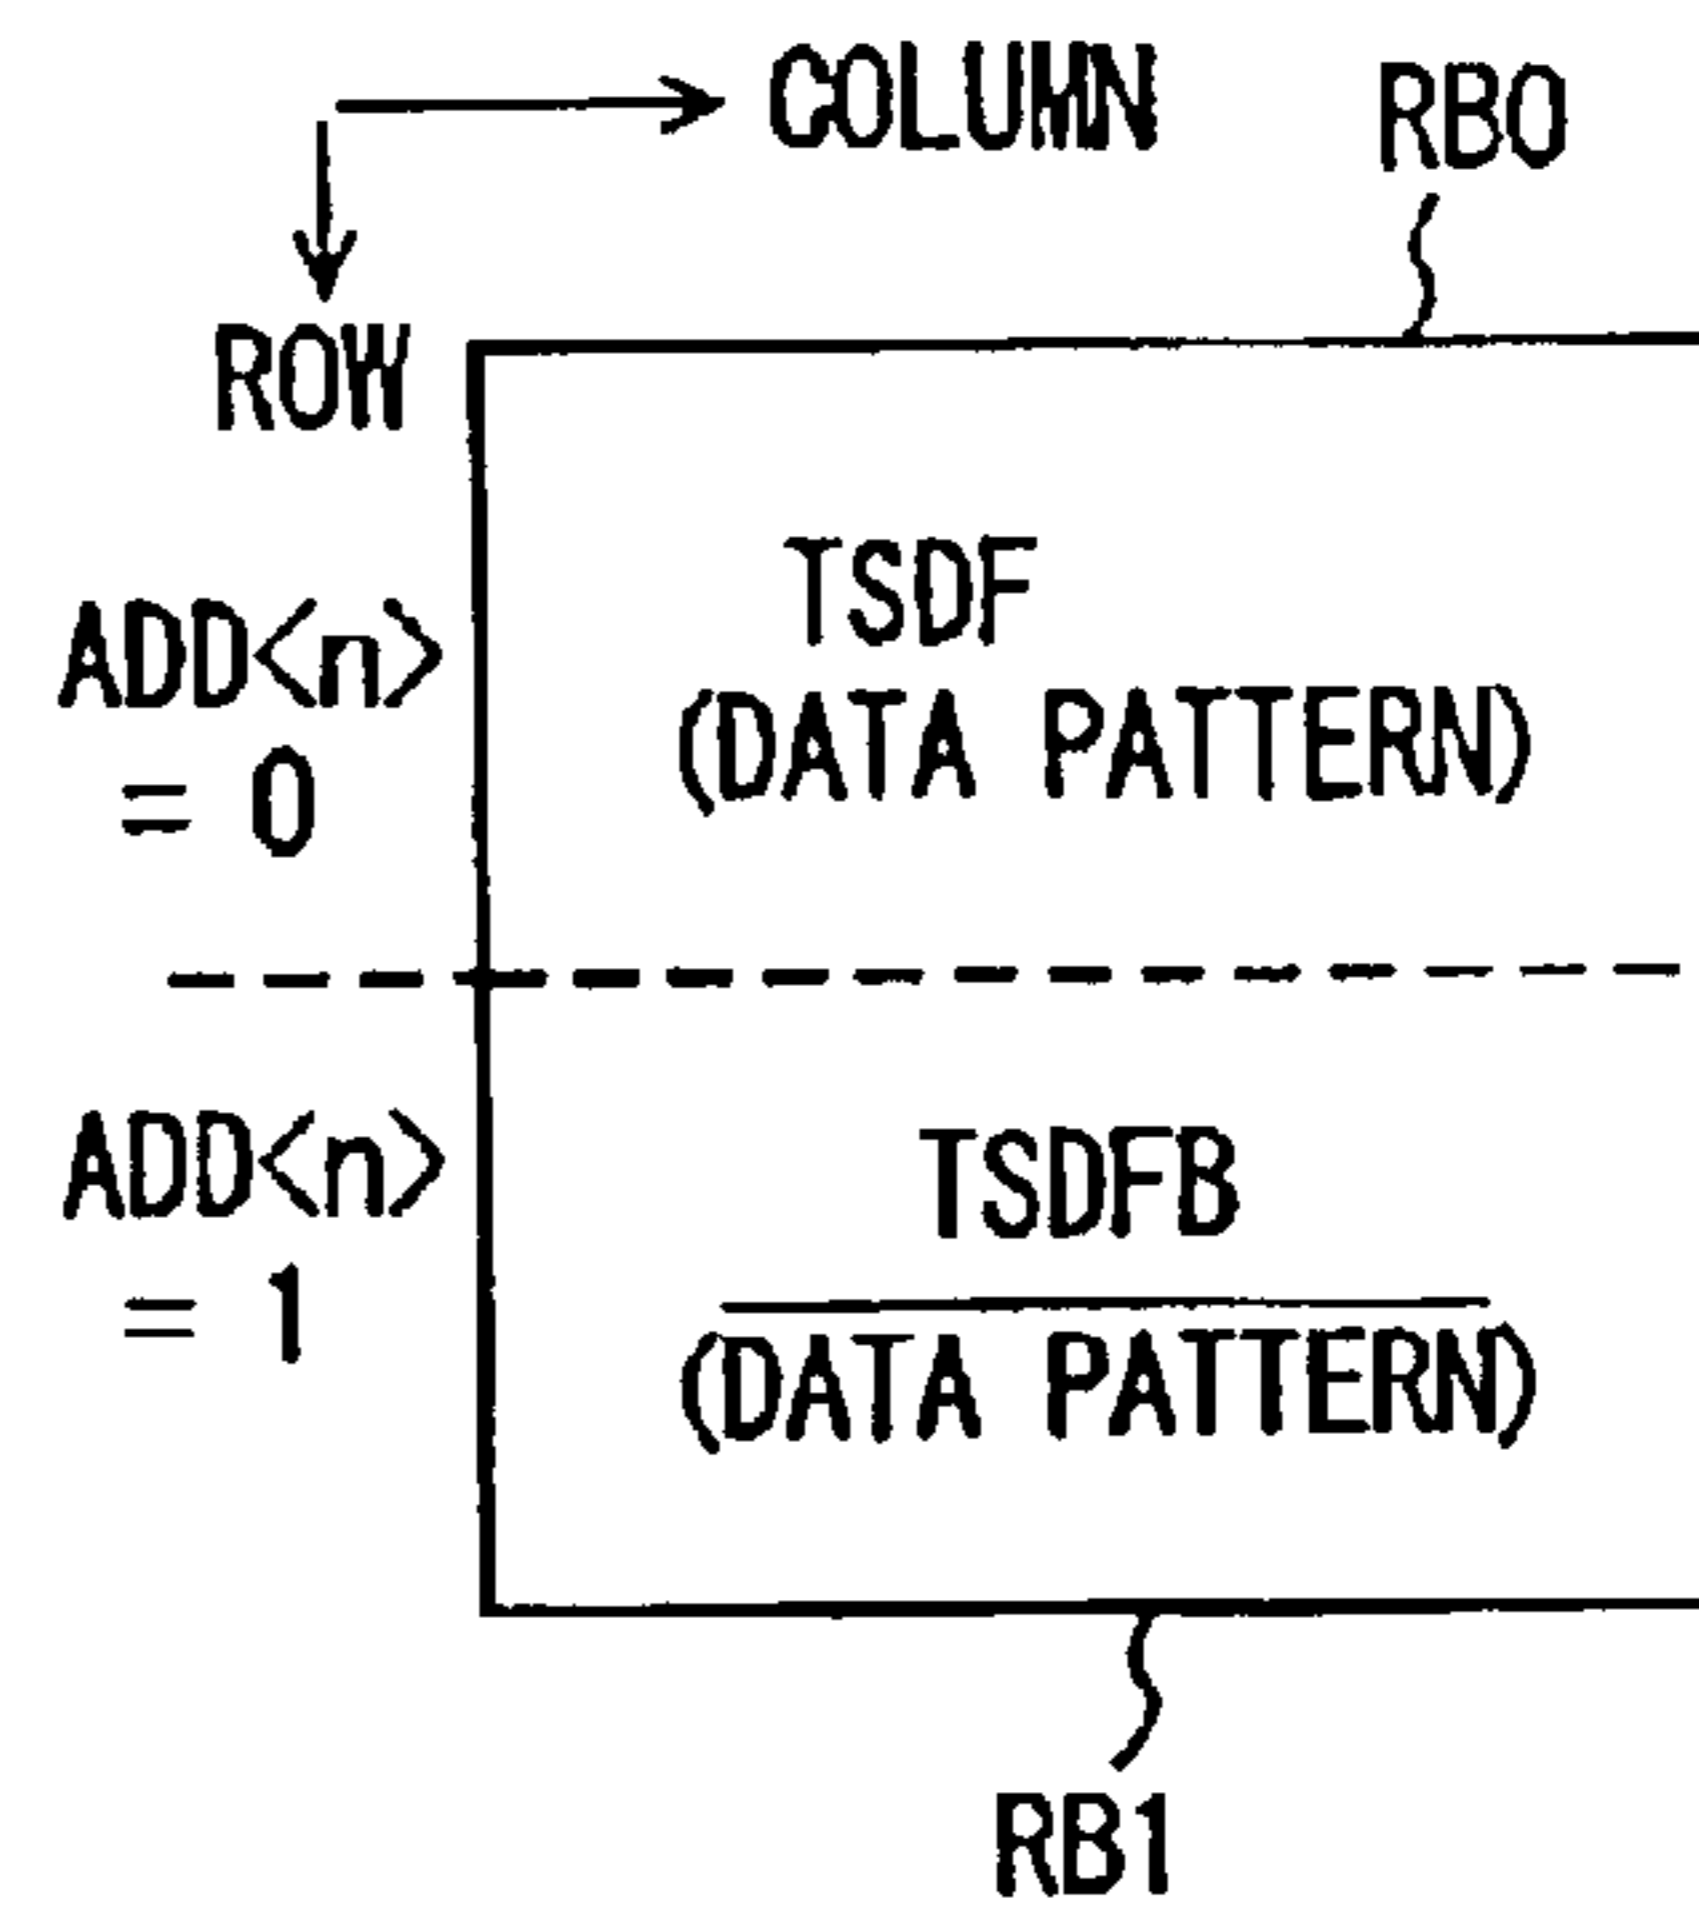 COLUMN
RB0
ROW
ADD<n>
= 0
TSDF
(DATA PATTERN)
ADD<n>
= 1
TSDFB
(DATA PATTERN)
RB1